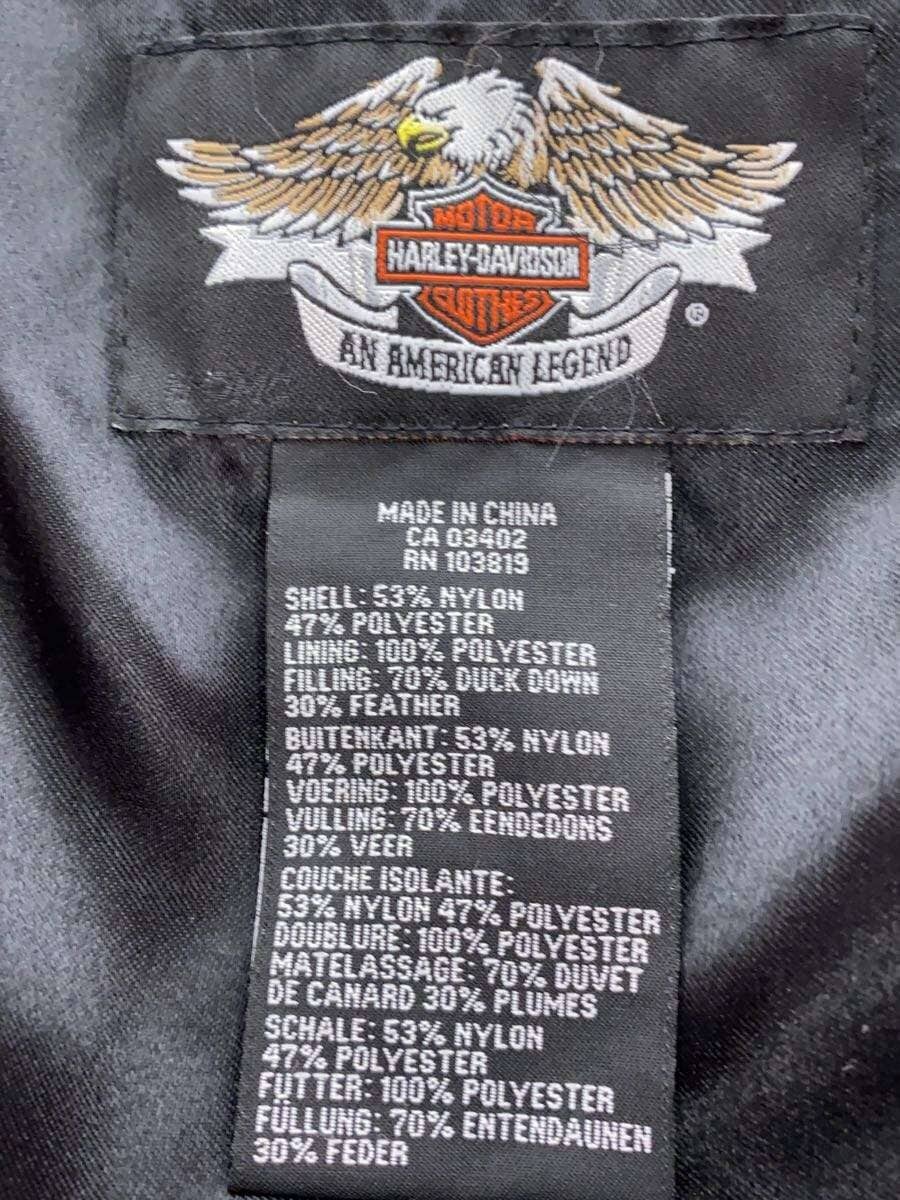 MOTOR
HARLEY-DAVIDSON
CLOTHES
®
AN AMERICAN LEGEND
MADE IN CHINA
CA 03402
RN 103819
SHELL: 53% NYLON
47% POLYESTER
LINING: 100% POLYESTER
FILLING: 70% DUCK DOWN
30% FEATHER
BUITENKANT: 53% NYLON
47% POLYESTER
VOERING: 100% POLYESTER
VULLING: 70% EENDEDONS
30% VEER
COUCHE ISOLANTE:
53% NYLON 47% POLYESTER
DOUBLURE: 100% POLYESTER
MATELASSAGE: 70% DUVET
DE CANARD 30% PLUMES
SCHALE: 53% NYLON
47% POLYESTER
FUTTER: 100% POLYESTER
FÜLLUNG: 70% ENTENDAUNEN
30% FEDER